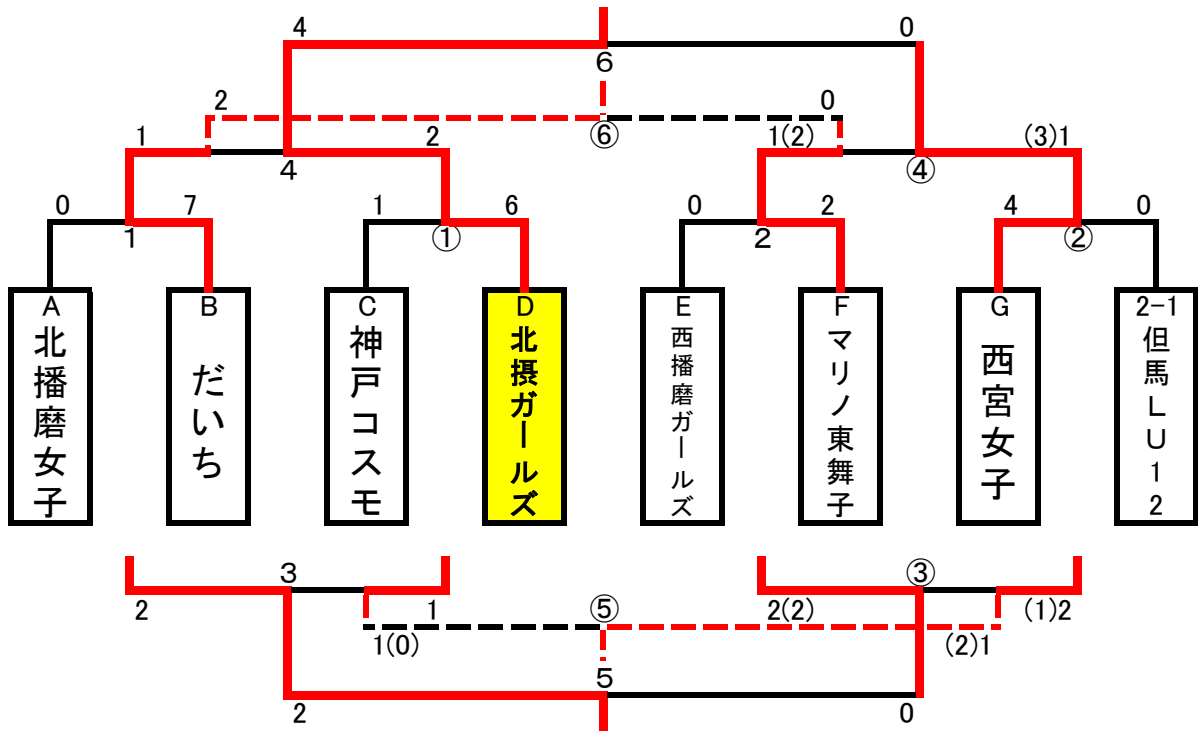 4
0
6
2
0
⑥
1
2
1(2)
(3)1
4
④
0
7
1
6
0
2
4
0
1
①
2
②
A
北播磨女子
B
だいち
C
神戸コスモ
D
北摂ガールズ
E
西播磨ガールズ
F
マリノ東舞子
G
西宮女子
2-1
但馬LU12
3
③
2
1
⑤
2(2)
(1)2
1(0)
(2)1
5
2
0